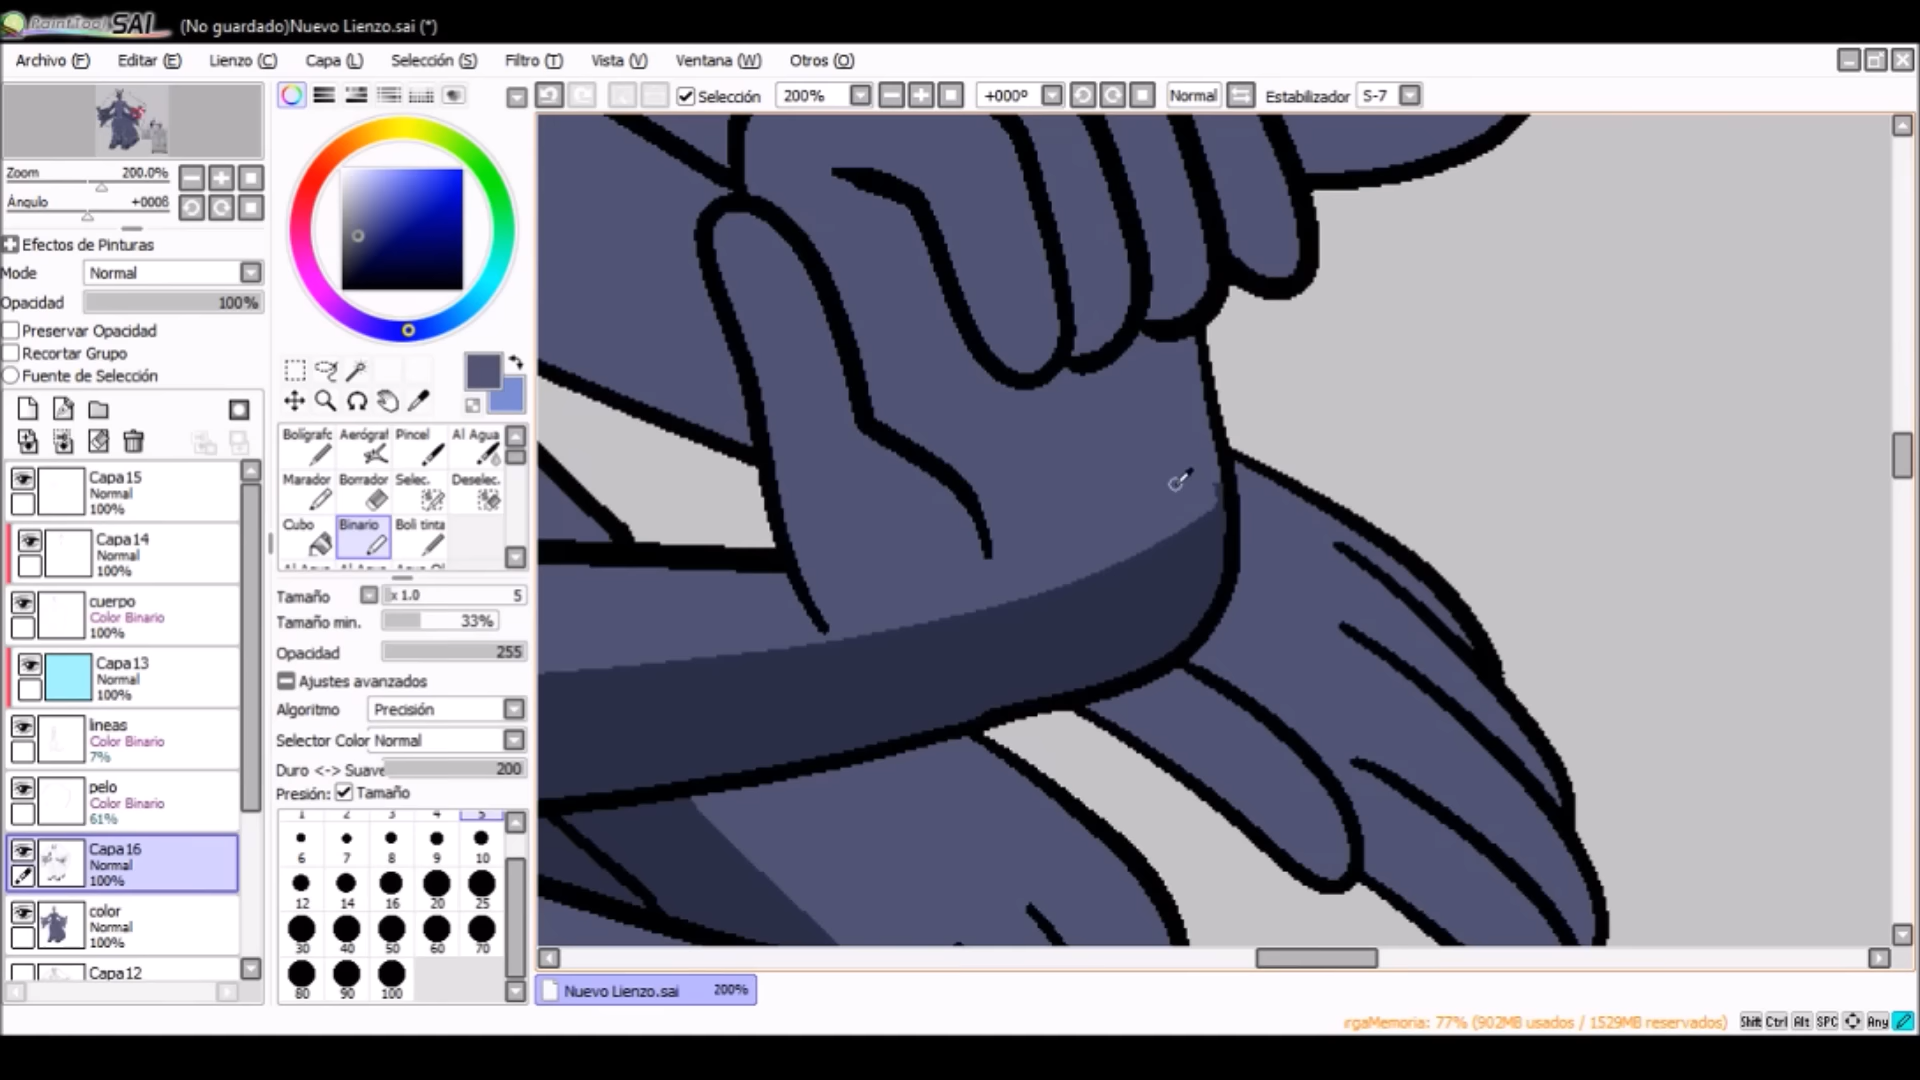 PaintTool SAI (No guardado)Nuevo Lienzo.sai (*)
Archivo (F) Editar (E) Lienzo (C) Capa (L) Selección (S) Filtro (T) Vista (V) Ventana (W) Otros (O)
Selección 200% +000º Normal Estabilizador S-7
Zoom 200.0%
Ángulo
Efectos de Pinturas
Mode Normal
Opacidad 100%
Preservar Opacidad
Recortar Grupo
Fuente de Selección
Capa15
Normal
100%
Capa14
Normal
100%
cuerpo
Color Binario
100%
Capa13
Normal
100%
lineas
Color Binario
7%
pelo
Color Binario
61%
Capa16
Normal
100%
color
Normal
100%
Capa12
Bolígrafc Aerógraf Pincel Al Agua
Marador Borrador Selec. Deselec.
Cubo Binario Boli tinta
Tamaño x 1.0 5
Tamaño min. 33%
Opacidad 255
Ajustes avanzados
Algoritmo Precisión
Selector Color Normal
Duro <-> Suave 200
Presión: Tamaño
1 2 3 4 5
6 7 8 9 10
12 14 16 20 25
30 40 50 60 70
80 90 100
Nuevo Lienzo.sai 200%
rgaMemoria: 77% (902MB usados / 1529MB reservados) Shift Ctrl Alt SPC Any